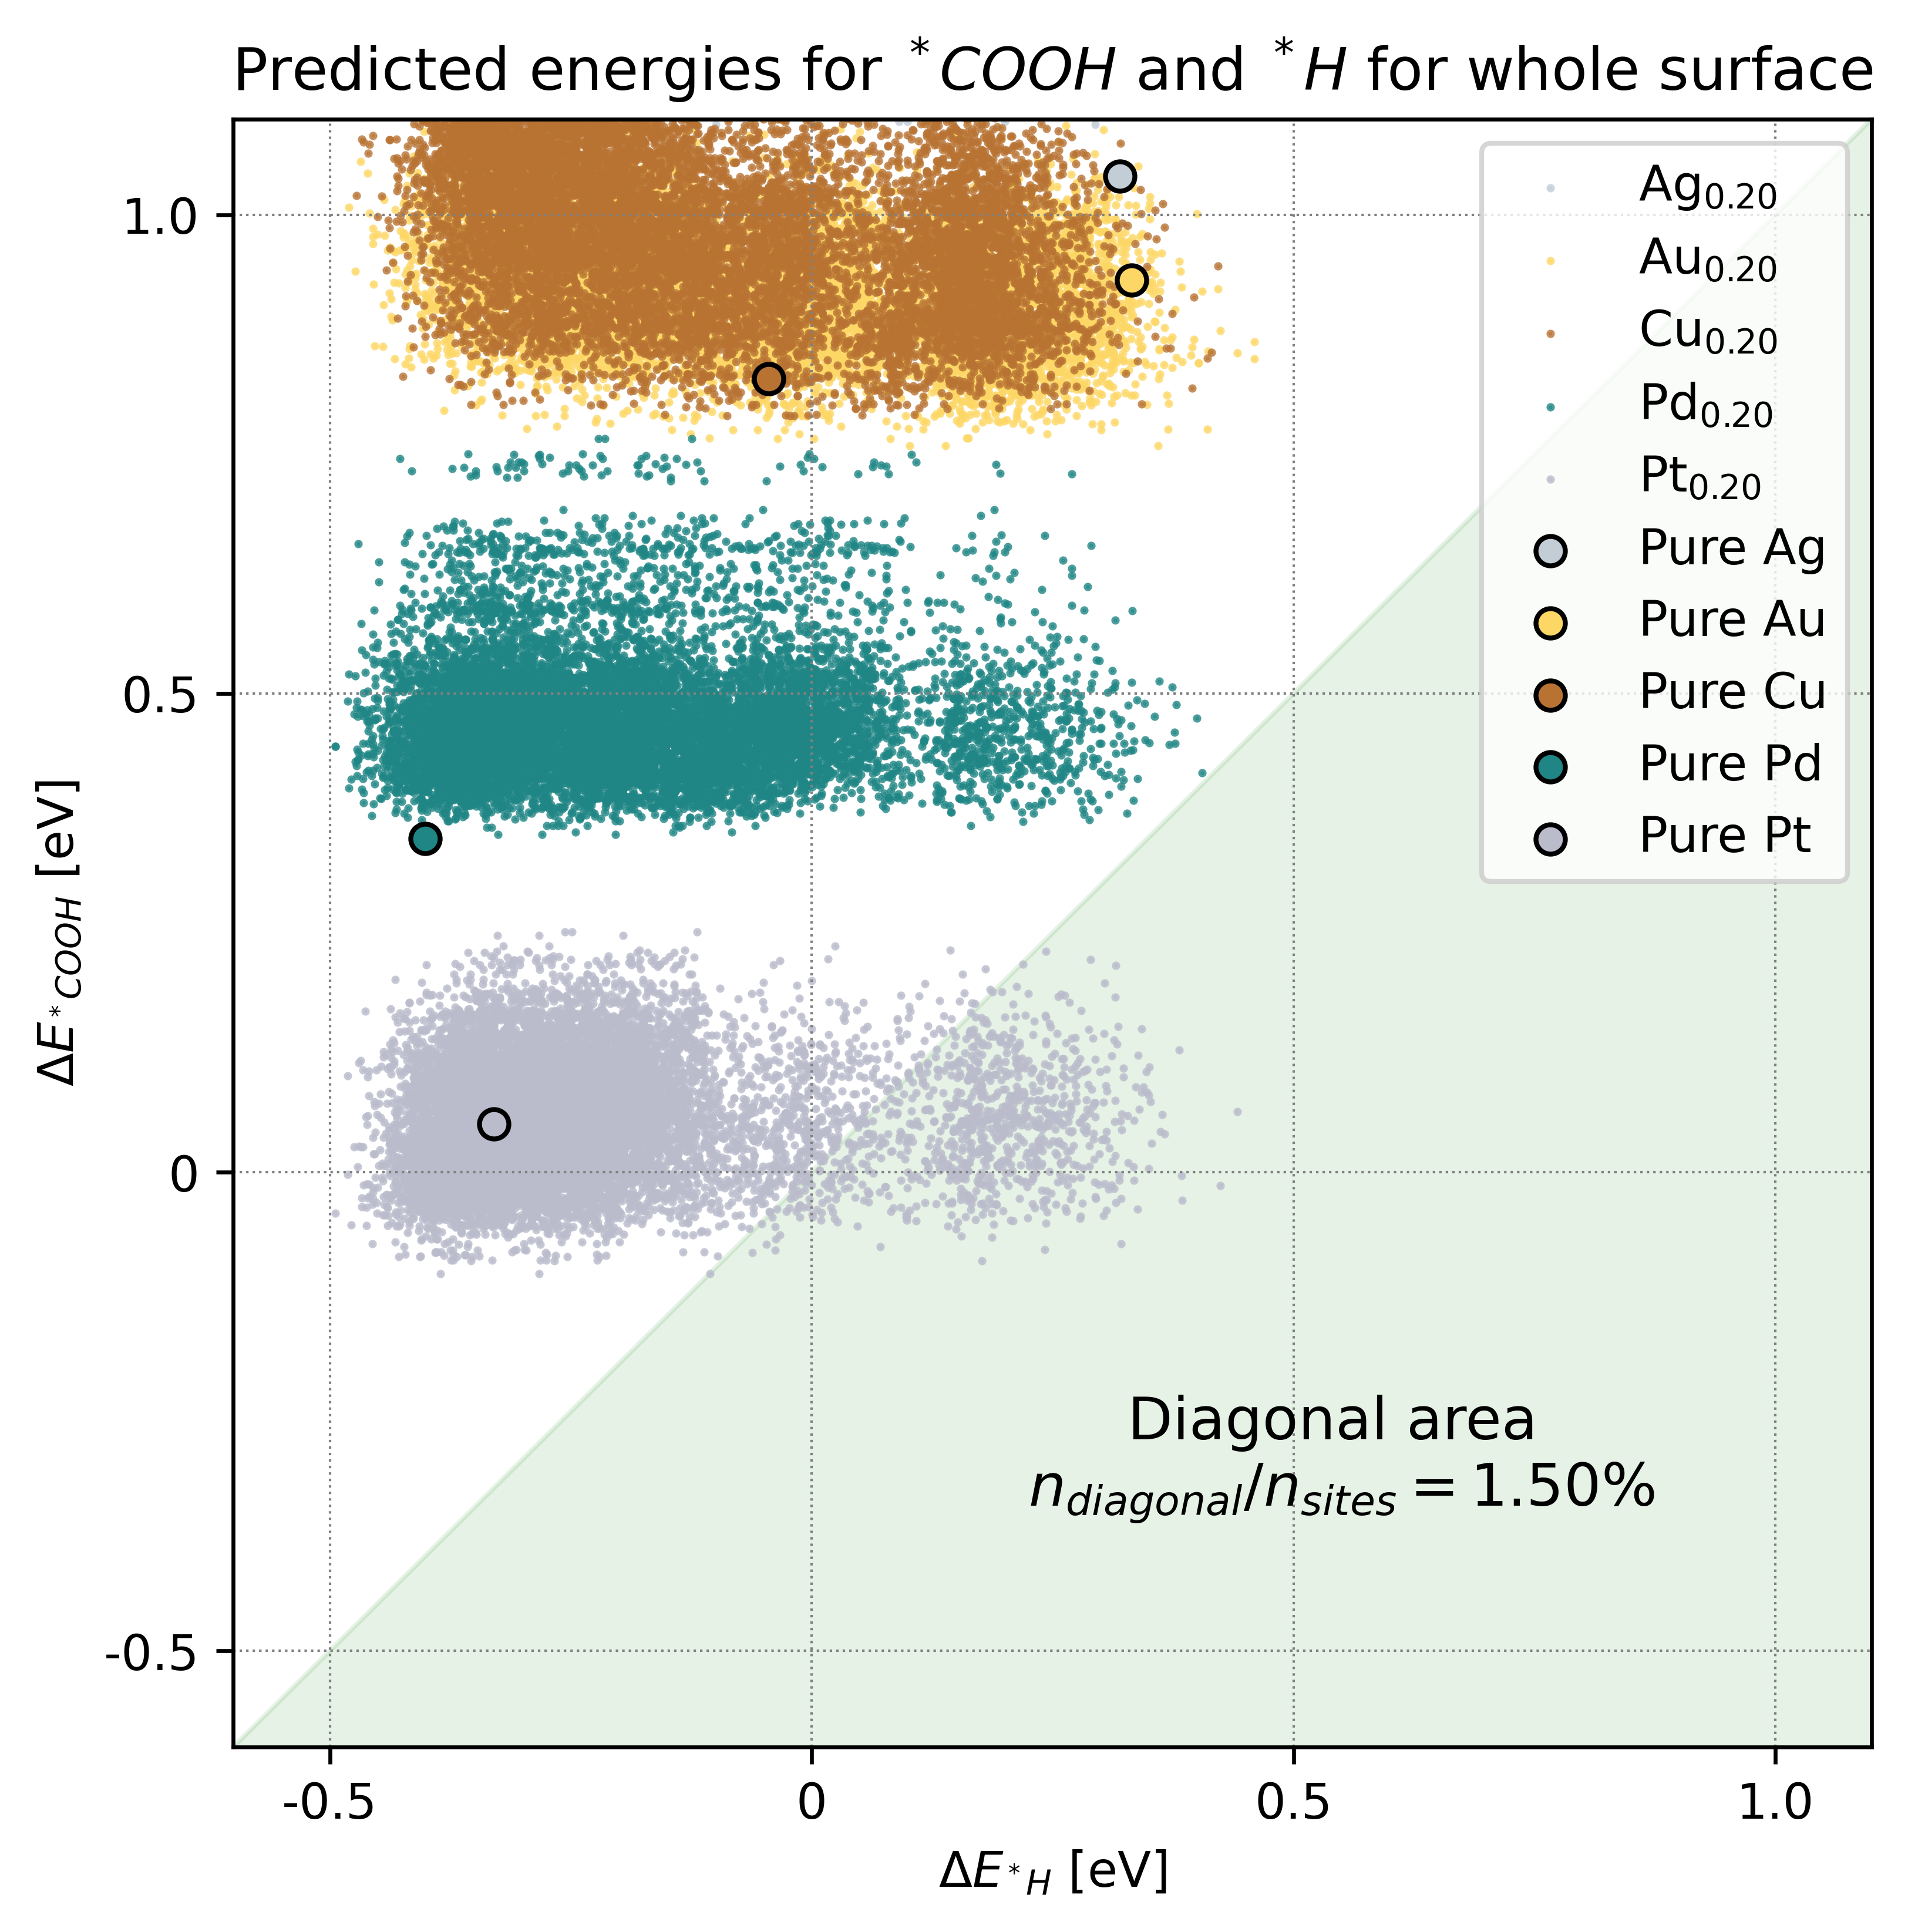 Predicted energies for *COOH and *H for whole surface
1.0
0.5
0
-0.5
ΔE*COOH [eV]
Ag0.20
Au0.20
Cu0.20
Pd0.20
Pt0.20
Pure Ag
Pure Au
Pure Cu
Pure Pd
Pure Pt
Diagonal area
ndiagonal/nsites = 1.50%
-0.5 0 0.5 1.0
ΔE*H [eV]